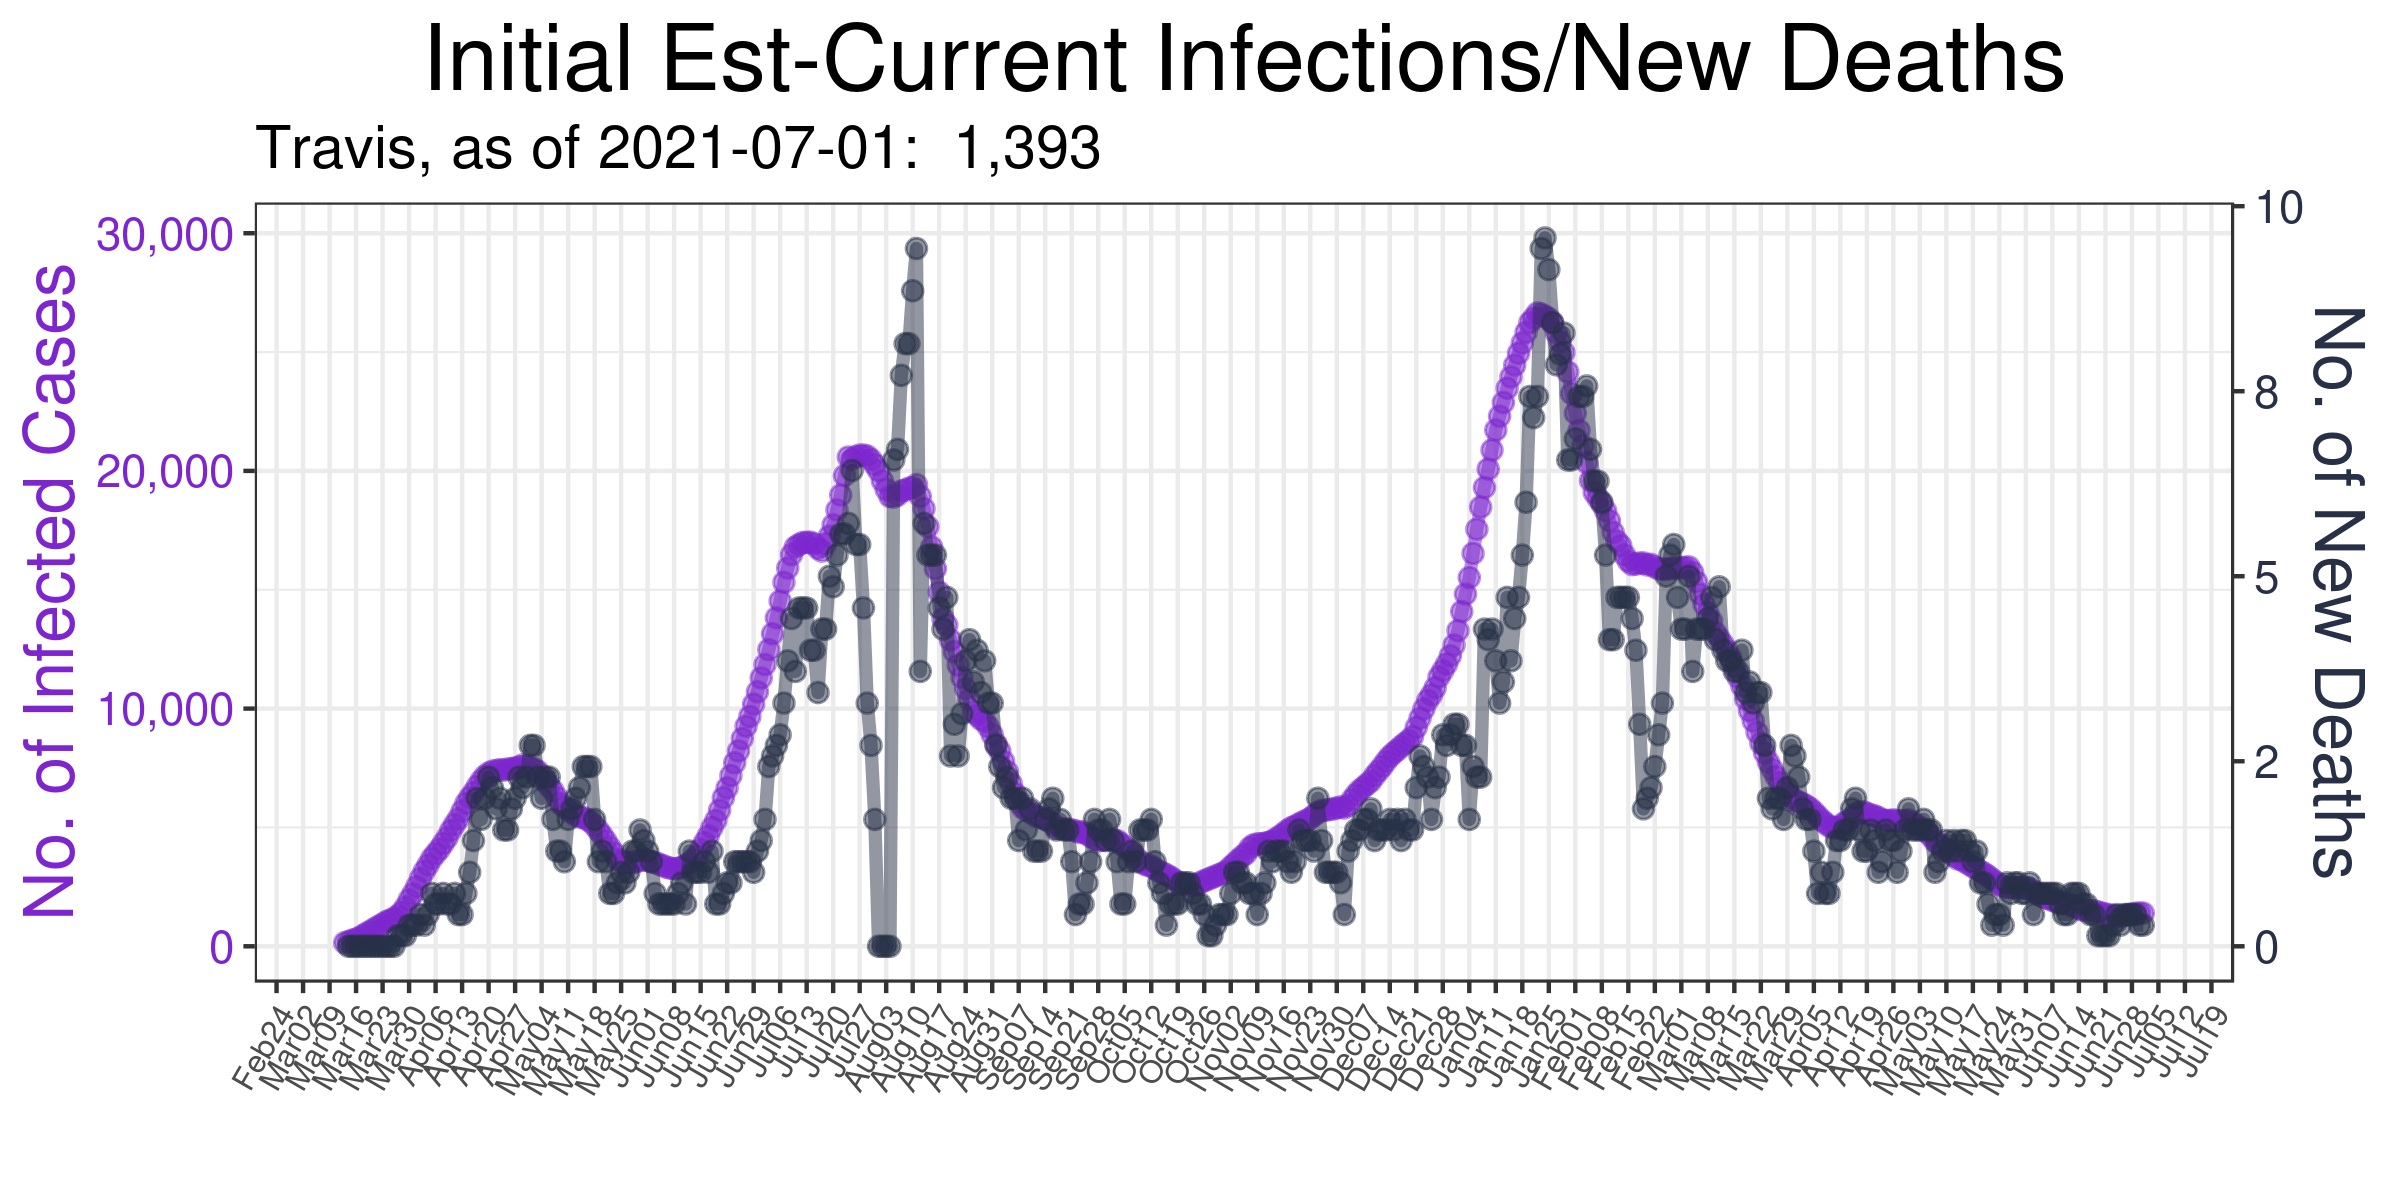 Initial Est-Current Infections/New Deaths
Travis, as of 2021-07-01: 1,393
No. of Infected Cases
30,000
20,000
10,000
0
10
8
5
2
0
No. of New Deaths
Feb24
Mar02
Mar09
Mar16
Mar23
Mar30
Apr06
Apr13
Apr20
Apr27
May04
May11
May18
May25
Jun01
Jun08
Jun15
Jun22
Jun29
Jul06
Jul13
Jul20
Jul27
Aug03
Aug10
Aug17
Aug24
Aug31
Sep07
Sep14
Sep21
Sep28
Oct05
Oct12
Oct19
Oct26
Nov02
Nov09
Nov16
Nov23
Nov30
Dec07
Dec14
Dec21
Dec28
Jan04
Jan11
Jan18
Jan25
Feb01
Feb08
Feb15
Feb22
Mar01
Mar08
Mar15
Mar22
Mar29
Apr05
Apr12
Apr19
Apr26
May03
May10
May17
May24
May31
Jun07
Jun14
Jun21
Jun28
Jul05
Jul12
Jul19